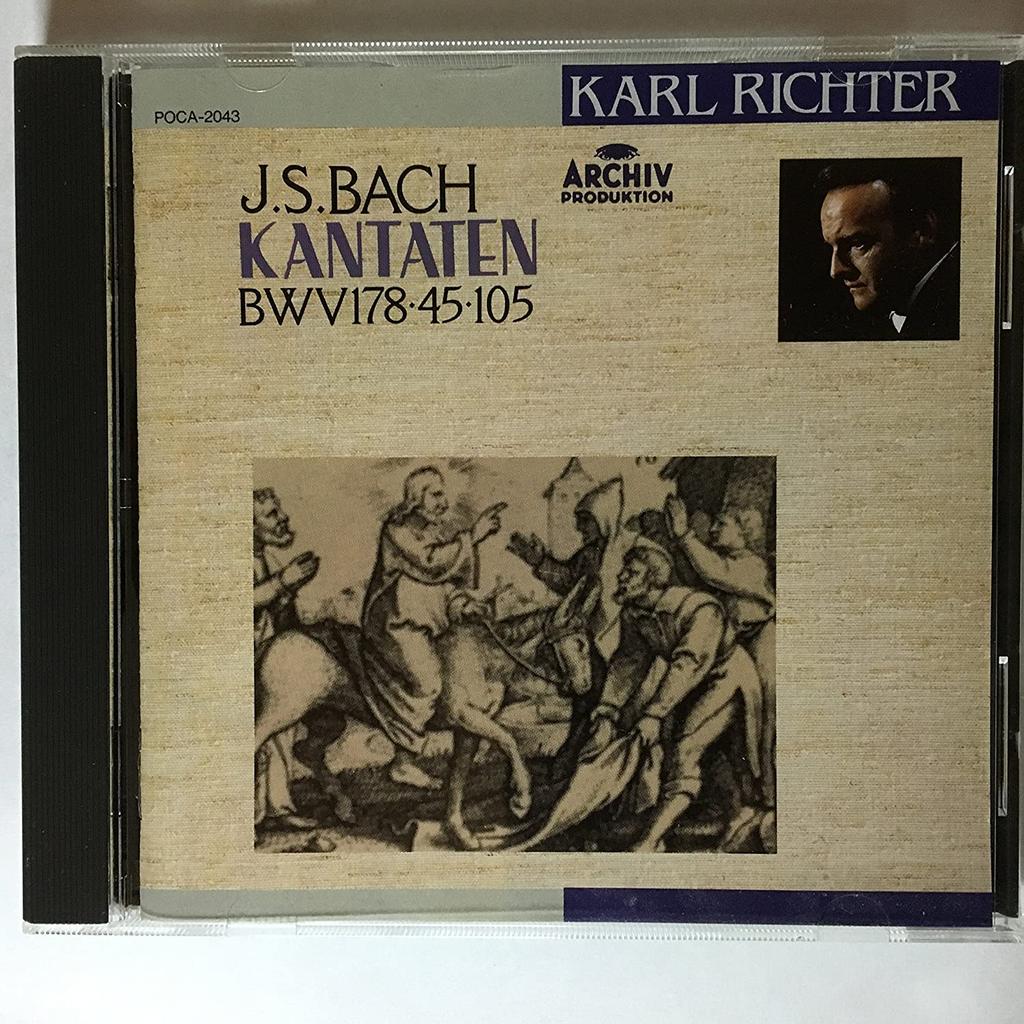 KARL RICHTER
POCA-2043
ARCHIV
PRODUKTION
J.S.BACH
KANTATEN
BWV178·45·105